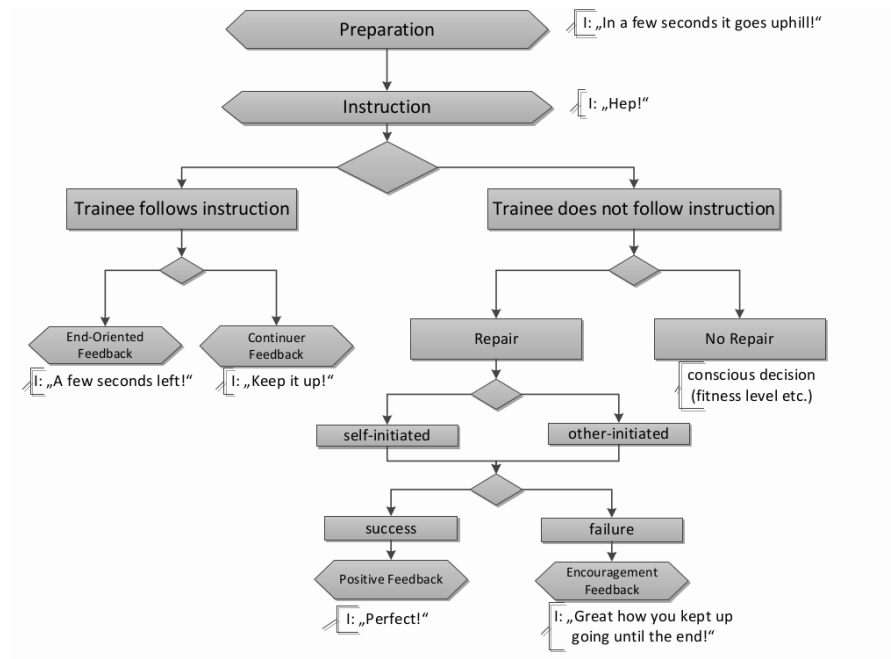 Preparation
I: „In a few seconds it goes uphill!“
Instruction
I: „Hep!“
Trainee follows instruction
Trainee does not follow instruction
End-Oriented
Feedback
Continuer
Feedback
Repair
No Repair
I: „A few seconds left!“
I: „Keep it up!“
conscious decision
(fitness level etc.)
self-initiated
other-initiated
success
failure
Positive Feedback
Encouragement
Feedback
I: „Perfect!“
I: „Great how you kept up
going until the end!“